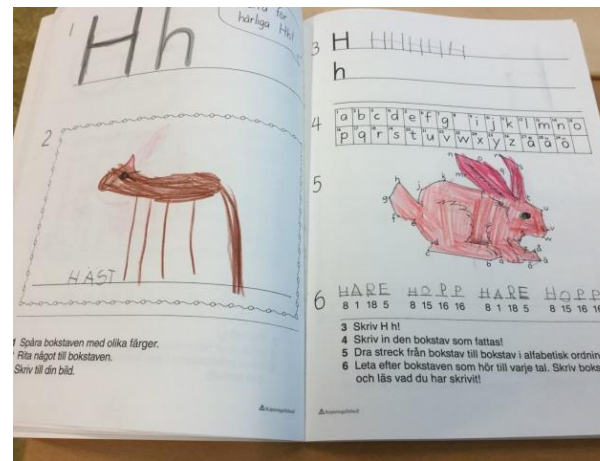 1
Hh
för
härliga Hh!
2
HÄST
1 Spåra bokstaven med olika färger.
Rita något till bokstaven.
Skriv till din bild.
3 H HHHHHH
h
4 a b c d e f g i j k l m n o
p q r s t u v w x y z å ä ö
5
6 HARE HOPP HARE HOPP
8 1 18 5 8 15 16 16 8 1 18 5 8 15 16
3 Skriv H h!
4 Skriv in den bokstav som fattas!
5 Dra streck från bokstav till bokstav i alfabetisk ordnin
6 Leta efter bokstaven som hör till varje tal. Skriv boks
och läs vad du har skrivit!